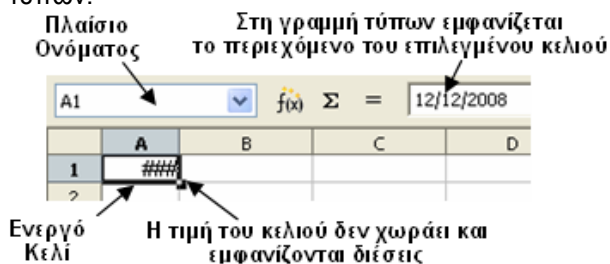 τύπων.
Πλαίσιο
Ονόματος
Στη γραμμή τύπων εμφανίζεται
το περιεχόμενο του επιλεγμένου κελιού
A1 f(x) Σ = 12/12/2008
A B C D
1 ###
2
Ενεργό
Κελί
Η τιμή του κελιού δεν χωράει και
εμφανίζονται διέσεις